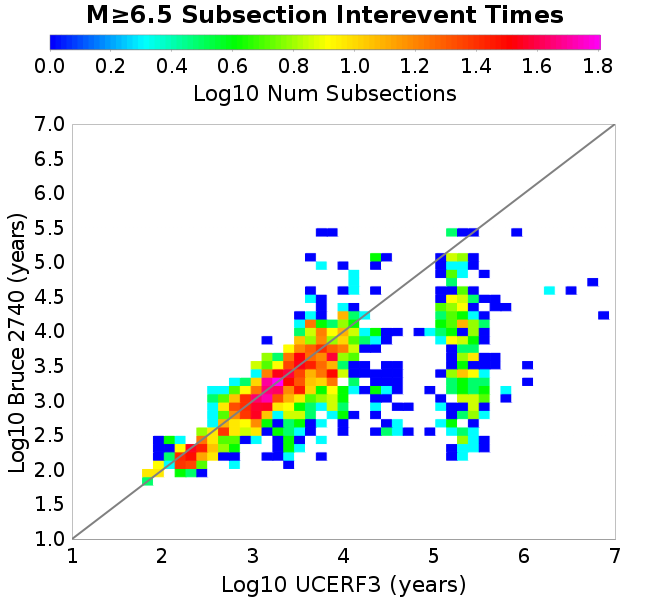 M≥6.5 Subsection Interevent Times
0.0 0.2 0.4 0.6 0.8 1.0 1.2 1.4 1.6 1.8
Log10 Num Subsections
7.0
6.5
6.0
5.5
5.0
4.5
4.0
3.5
3.0
2.5
2.0
1.5
1.0
Log10 Bruce 2740 (years)
1 2 3 4 5 6 7
Log10 UCERF3 (years)